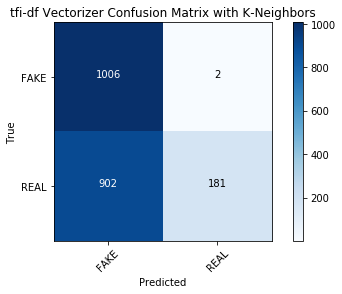 tfi-df Vectorizer Confusion Matrix with K-Neighbors
1006
2
902
181
FAKE
REAL
True
FAKE
REAL
Predicted
1000
800
600
400
200